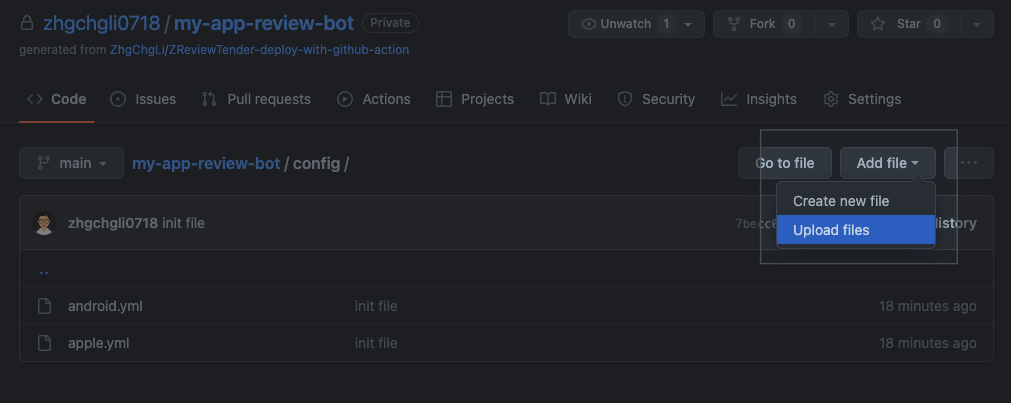 zhgchgli0718 / my-app-review-bot Private Unwatch 1 Fork 0 Star 0
generated from ZhgChgLi/ZReviewTender-deploy-with-github-action
Code Issues Pull requests Actions Projects Wiki Security Insights Settings
main my-app-review-bot / config / Go to file Add file ...
Create new file
Upload files
zhgchgli0718 init file
..
android.yml init file 18 minutes ago
apple.yml init file 18 minutes ago